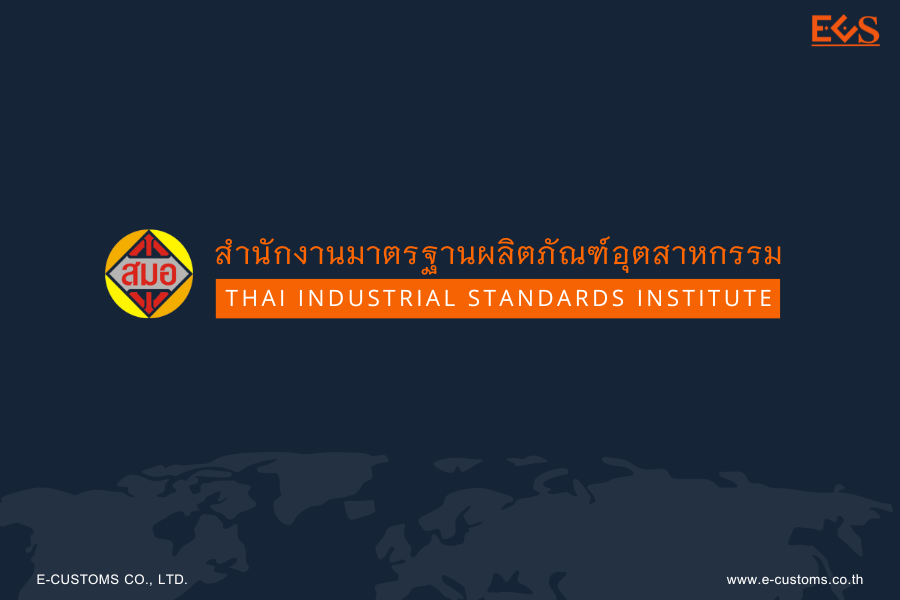 ECS
สมอ
สำนักงานมาตรฐานผลิตภัณฑ์อุตสาหกรรม
THAI INDUSTRIAL STANDARDS INSTITUTE
E-CUSTOMS CO., LTD.
www.e-customs.co.th